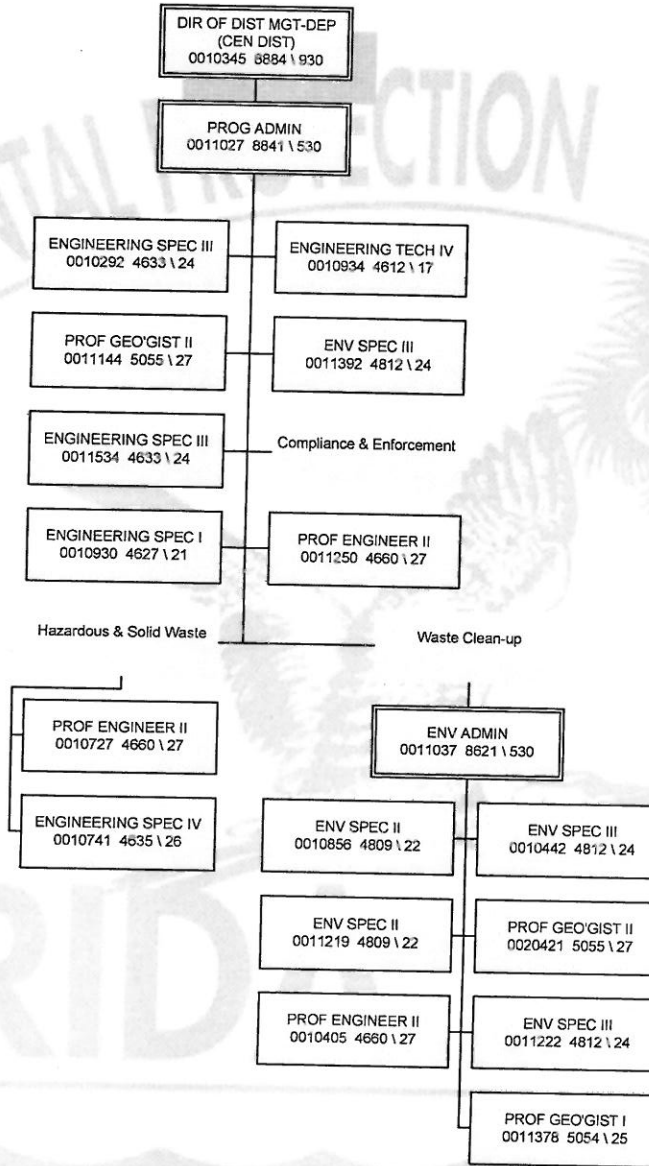 DIR OF DIST MGT-DEP
(CEN DIST)
0010345 8884 \ 930
PROG ADMIN
0011027 8841 \ 530
ENGINEERING SPEC III
0010292 4633 \ 24
ENGINEERING TECH IV
0010934 4612 \ 17
PROF GEO'GIST II
0011144 5055 \ 27
ENV SPEC III
0011392 4812 \ 24
ENGINEERING SPEC III
0011534 4633 \ 24
Compliance & Enforcement
ENGINEERING SPEC I
0010930 4627 \ 21
PROF ENGINEER II
0011250 4660 \ 27
Hazardous & Solid Waste
Waste Clean-up
PROF ENGINEER II
0010727 4660 \ 27
ENV ADMIN
0011037 8621 \ 530
ENGINEERING SPEC IV
0010741 4635 \ 26
ENV SPEC II
0010856 4809 \ 22
ENV SPEC III
0010442 4812 \ 24
ENV SPEC II
0011219 4809 \ 22
PROF GEO'GIST II
0020421 5055 \ 27
PROF ENGINEER II
0010405 4660 \ 27
ENV SPEC III
0011222 4812 \ 24
PROF GEO'GIST I
0011378 5054 \ 25
NTAL PROTECTION
RIDA